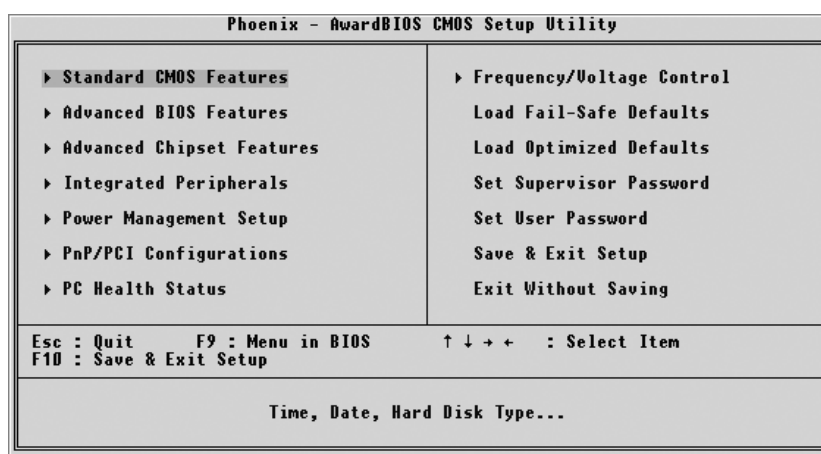 Phoenix - AwardBIOS CMOS Setup Utility
▸ Standard CMOS Features
▸ Advanced BIOS Features
▸ Advanced Chipset Features
▸ Integrated Peripherals
▸ Power Management Setup
▸ PnP/PCI Configurations
▸ PC Health Status
▸ Frequency/Voltage Control
Load Fail-Safe Defaults
Load Optimized Defaults
Set Supervisor Password
Set User Password
Save & Exit Setup
Exit Without Saving
Esc : Quit F9 : Menu in BIOS ↑ ↓ → ← : Select Item
F10 : Save & Exit Setup
Time, Date, Hard Disk Type...